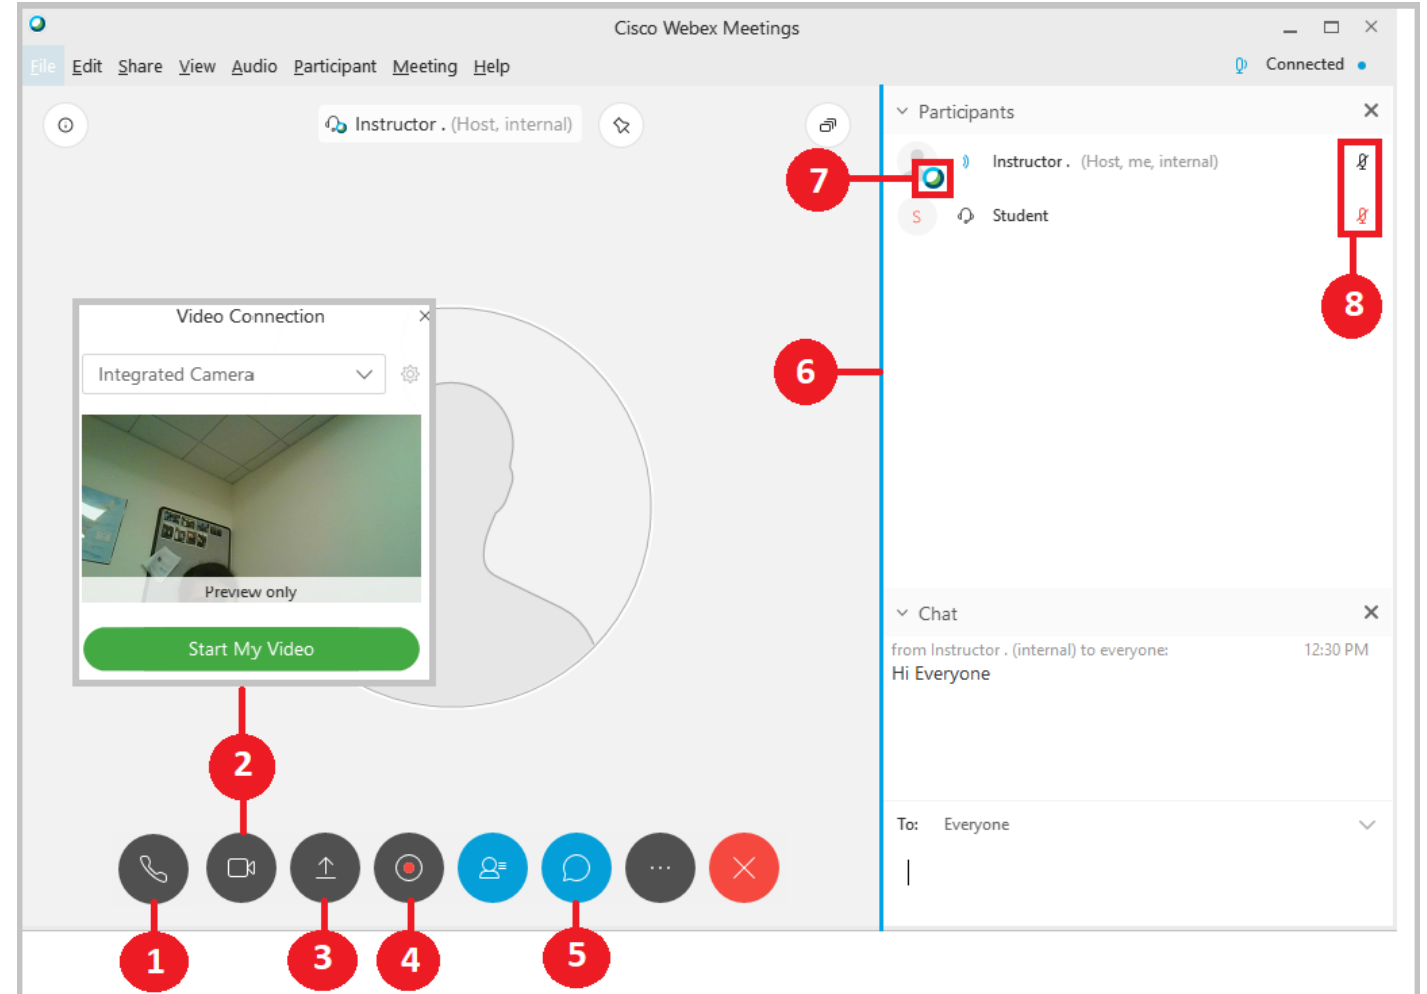 Cisco Webex Meetings
File Edit Share View Audio Participant Meeting Help
Connected
Instructor . (Host, internal)
Participants
7
Instructor . (Host, me, internal)
S Student
8
6
Video Connection
Integrated Camera
Preview only
Start My Video
2
Chat
from Instructor . (internal) to everyone: 12:30 PM
Hi Everyone
To: Everyone
1
3
4
5